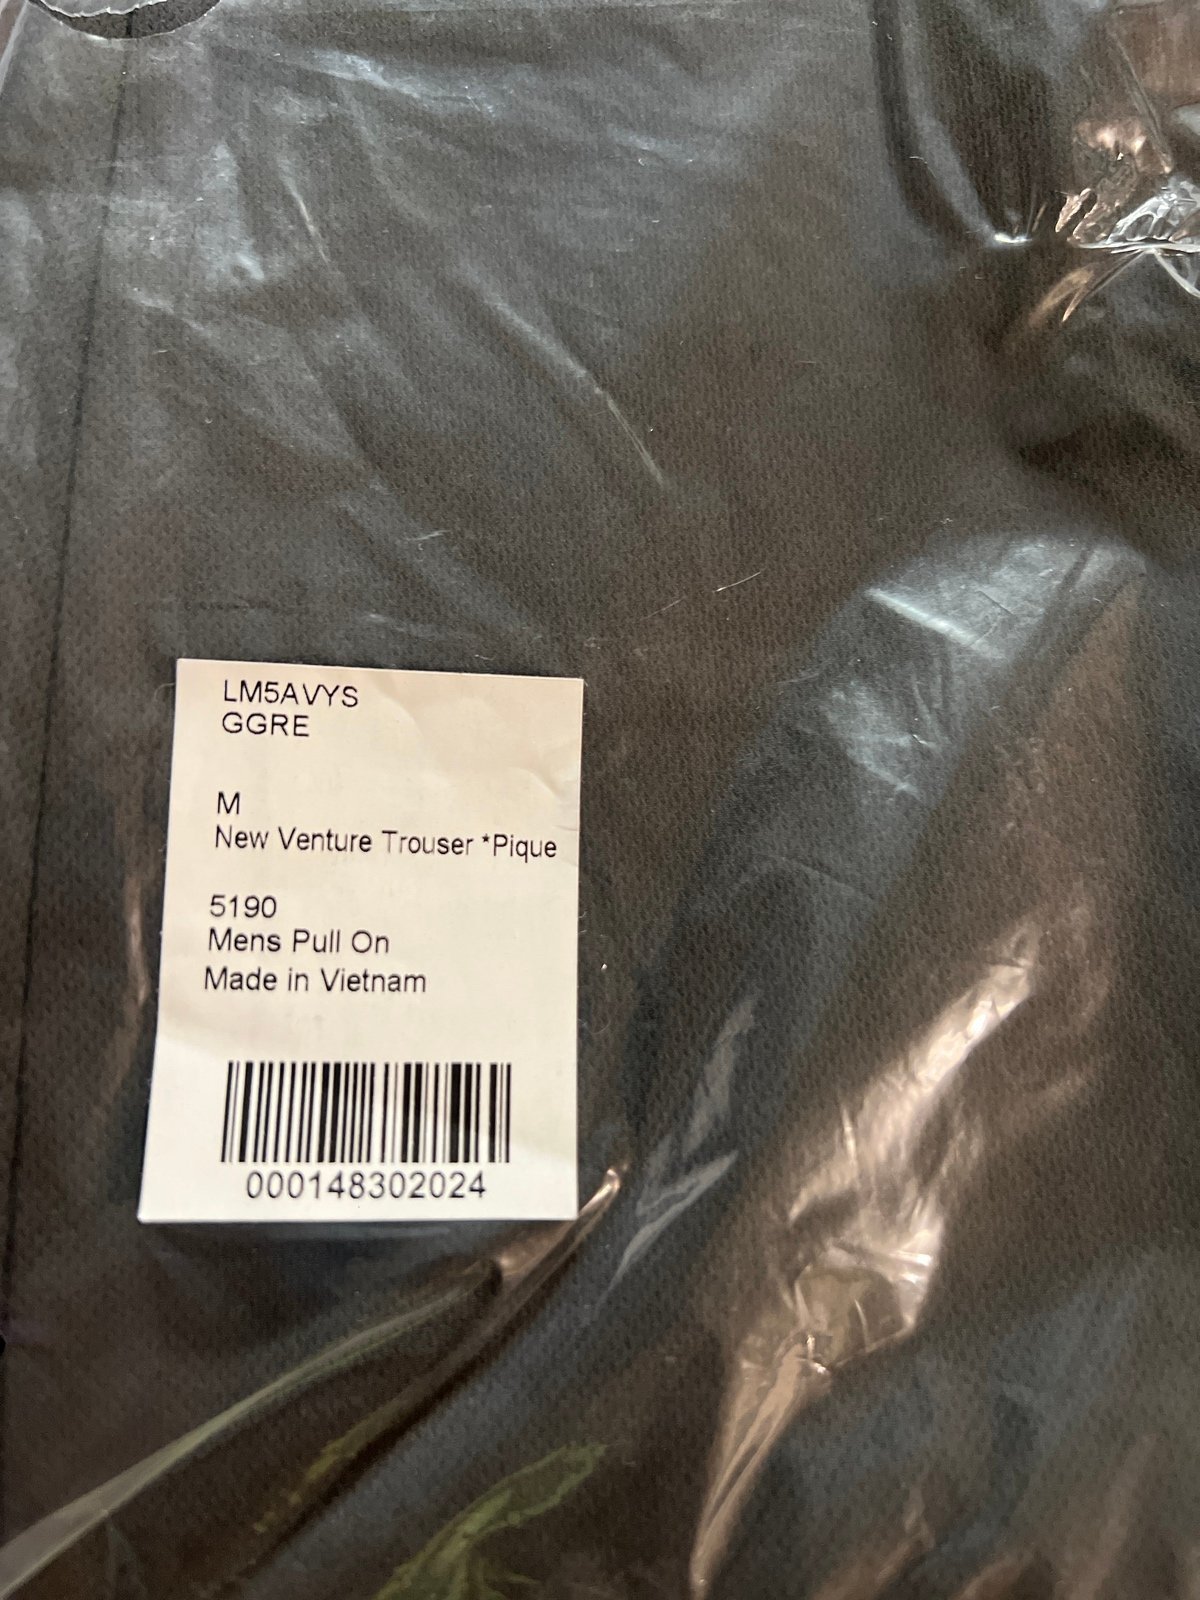 LM5AVYS
GGRE
M
New Venture Trouser *Pique
5190
Mens Pull On
Made in Vietnam
000148302024